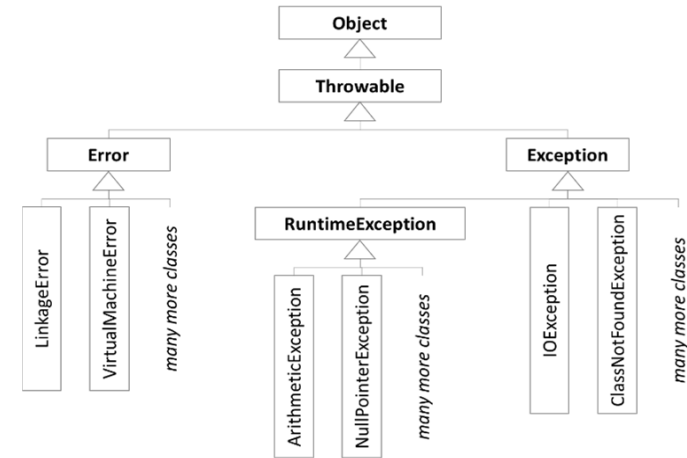 Object
Throwable
Error
Exception
LinkageError
VirtualMachineError
many more classes
RuntimeException
ArithmeticException
NullPointerException
many more classes
IOException
ClassNotFoundException
many more classes